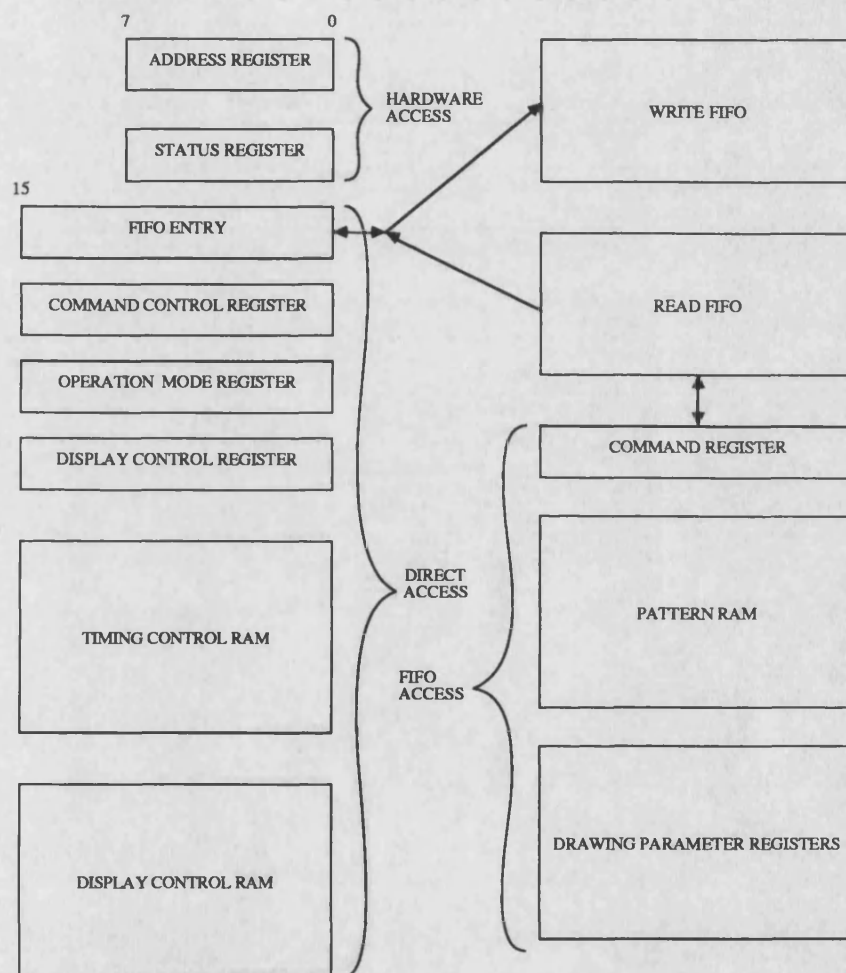 7 0
ADDRESS REGISTER
STATUS REGISTER
HARDWARE
ACCESS
15
FIFO ENTRY
COMMAND CONTROL REGISTER
OPERATION MODE REGISTER
DISPLAY CONTROL REGISTER
TIMING CONTROL RAM
DISPLAY CONTROL RAM
DIRECT
ACCESS
WRITE FIFO
READ FIFO
FIFO
ACCESS
COMMAND REGISTER
PATTERN RAM
DRAWING PARAMETER REGISTERS